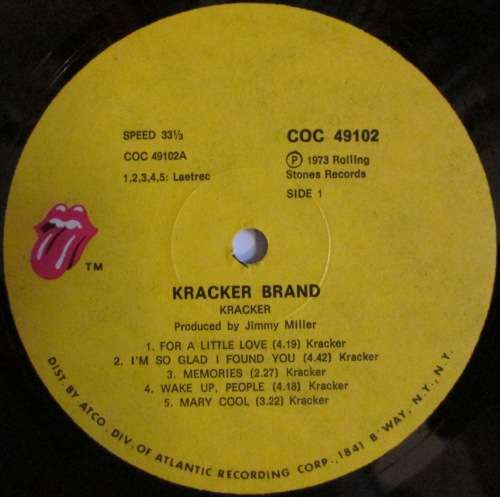 SPEED 33⅓
COC 49102A
1,2,3,4,5: Laetrec
COC 49102
Ⓟ 1973 Rolling
Stones Records
SIDE 1
TM
KRACKER BRAND
KRACKER
Produced by Jimmy Miller
1. FOR A LITTLE LOVE (4.19) Kracker
2. I'M SO GLAD I FOUND YOU (4.42) Kracker
3. MEMORIES (2.27) Kracker
4. WAKE UP, PEOPLE (4.18) Kracker
5. MARY COOL (3.22) Kracker
DIST. BY ATCO. DIV. OF ATLANTIC RECORDING CORP.,1841 B'WAY, N.Y., N.Y.